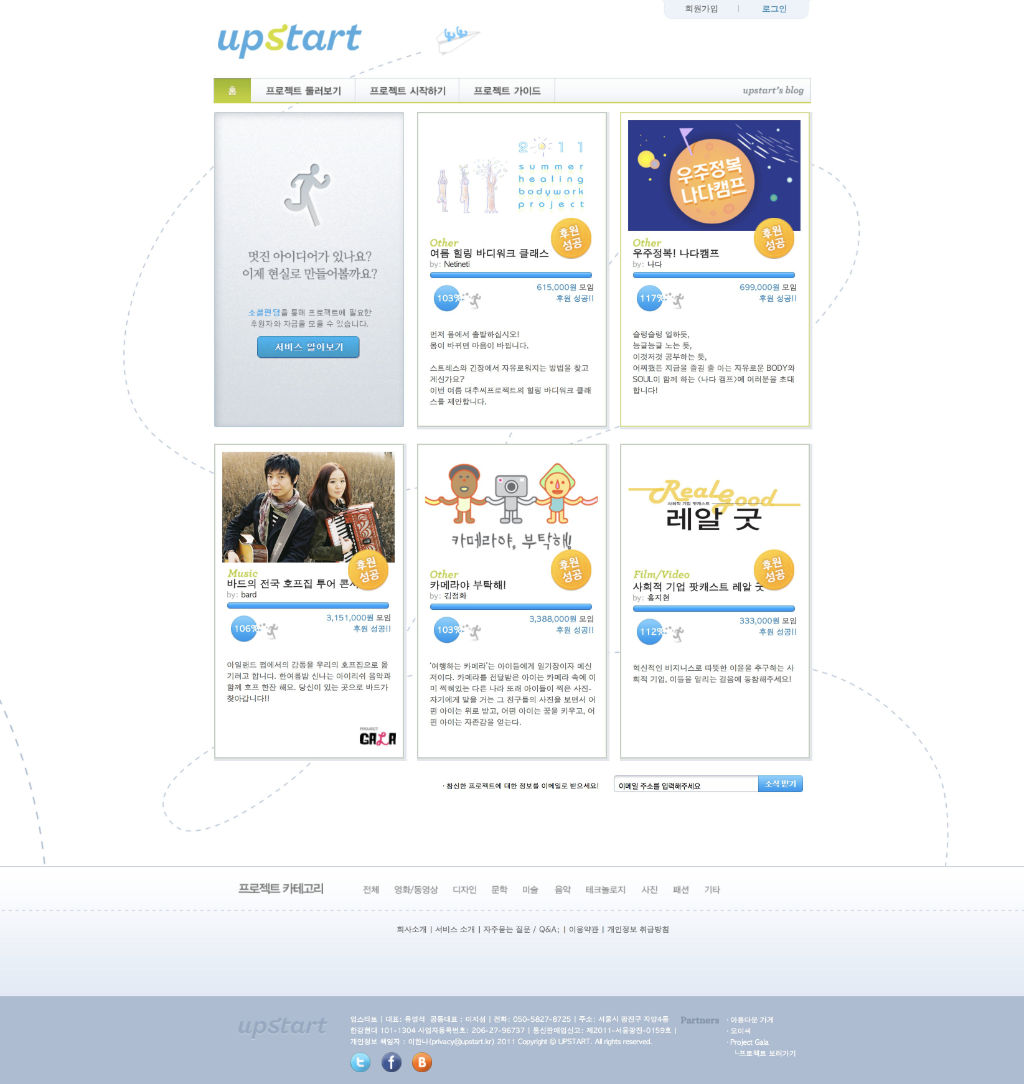 회원가입 | 로그인
upstart
홈 프로젝트 둘러보기 프로젝트 시작하기 프로젝트 가이드 upstart's blog
멋진 아이디어가 있나요?
이제 현실로 만들어볼까요?
소셜펀딩을 통해 프로젝트에 필요한
후원자와 자금을 모을 수 있습니다.
서비스 알아보기
2011
summer
healing
bodywork
project
후원
성공
Other
여름 힐링 바디워크 클래스
by: Netineti
615,000원 모임
103%
후원 성공!!
먼저 몸에서 출발하십시오!
몸이 바뀌면 마음이 바뀝니다.
스트레스와 긴장에서 자유로워지는 방법을 찾고
계신가요?
이번 여름 대추씨프로젝트의 힐링 바디워크 클래
스를 제안합니다.
우주정복
나다캠프
후원
성공
Other
우주정복! 나다캠프
by: 나다
699,000원 모임
117%
후원 성공!!
슬렁슬렁 일하듯,
능글능글 노는 듯,
이것저것 공부하는 듯,
어찌됐든 지금을 즐길 줄 아는 자유로운 BODY와
SOUL이 함께 하는 <나다 캠프>에 여러분을 초대
합니다!
후원
성공
Music
바드의 전국 호프집 투어 콘서
by: bard
3,151,000원 모임
106%
후원 성공!!
아일랜드 펍에서의 감동을 우리의 호프집으로 옮
기려고 합니다. 한여름밤 신나는 아이리쉬 음악과
함께 호프 한잔 해요. 당신이 있는 곳으로 바드가
찾아갑니다!!
PROJECT
GALA
카메라야, 부탁해!
후원
성공
Other
카메라야 부탁해!
by: 김정화
3,388,000원 모임
103%
후원 성공!!
'여행하는 카메라'는 아이들에게 일기장이자 메신
저이다. 카메라를 전달받은 아이는 카메라 속에 이
미 찍혀있는 다른 나라 또래 아이들이 찍은 사진-
자기에게 말을 거는 그 친구들의 사진을 보면서 어
떤 아이는 위로 받고, 어떤 아이는 꿈을 키우고, 어
떤 아이는 자존감을 얻는다.
RealGood
사회적 기업 팟캐스트
레알 굿
후원
성공
Film/Video
사회적 기업 팟캐스트 레알 굿
by: 홍지현
333,000원 모임
112%
후원 성공!!
혁신적인 비지니스로 따뜻한 이윤을 추구하는 사
회적 기업, 이들을 알리는 걸음에 동참해주세요!
· 참신한 프로젝트에 대한 정보를 이메일로 받으세요!
이메일 주소를 입력해주세요 소식 받기
프로젝트 카테고리 전체 영화/동영상 디자인 문학 미술 음악 테크놀로지 사진 패션 기타
회사소개 | 서비스 소개 | 자주묻는 질문 / Q&A; | 이용약관 | 개인정보 취급방침
upstart
업스타트 | 대표: 유영석 공동대표 : 이지섭 | 전화: 050-5827-8725 | 주소: 서울시 광진구 자양4동
한강현대 101-1304 사업자등록번호: 206-27-96737 | 통신판매업신고: 제2011-서울광진-0159호 |
개인정보 책임자 : 이한나(privacy@upstart.kr) 2011 Copyright © UPSTART. All rights reserved.
Partners
· 아름다운 가게
· 오이씨
· Project Gala
└프로젝트 보러가기